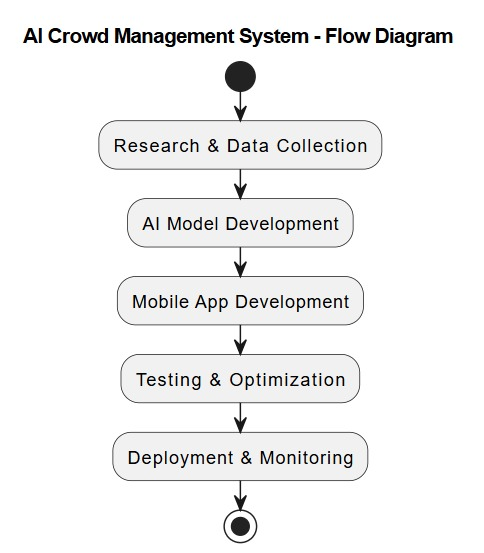 AI Crowd Management System - Flow Diagram
Research & Data Collection
AI Model Development
Mobile App Development
Testing & Optimization
Deployment & Monitoring